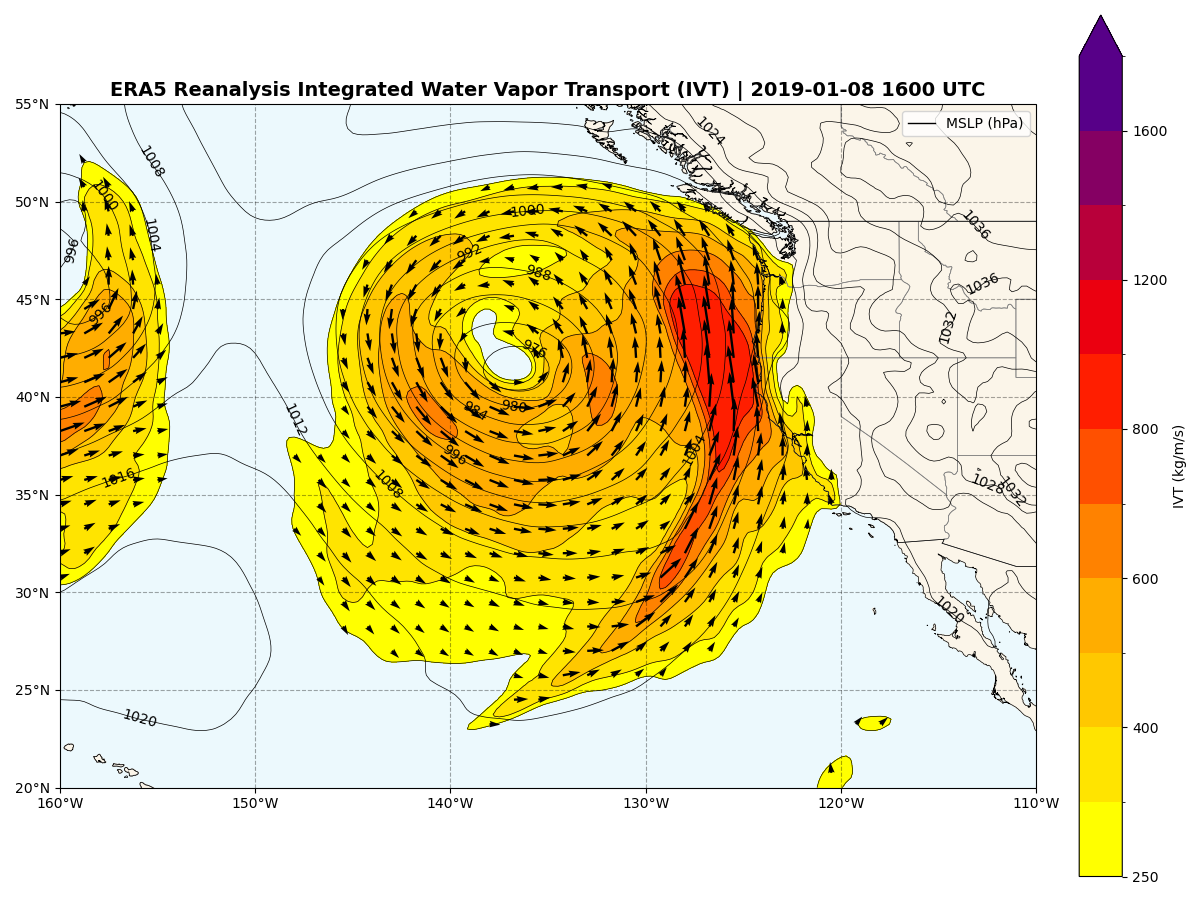 ERA5 Reanalysis Integrated Water Vapor Transport (IVT) | 2019-01-08 1600 UTC
MSLP (hPa)
55°N
50°N
45°N
40°N
35°N
30°N
25°N
20°N
160°W
150°W
140°W
130°W
120°W
110°W
1024
1008
1000
1000
1004
996
992
988
1036
1036
996
1032
976
984
980
1012
1004
996
1016
1008
1028
1032
1020
1020
1600
1200
800
600
400
250
IVT (kg/m/s)